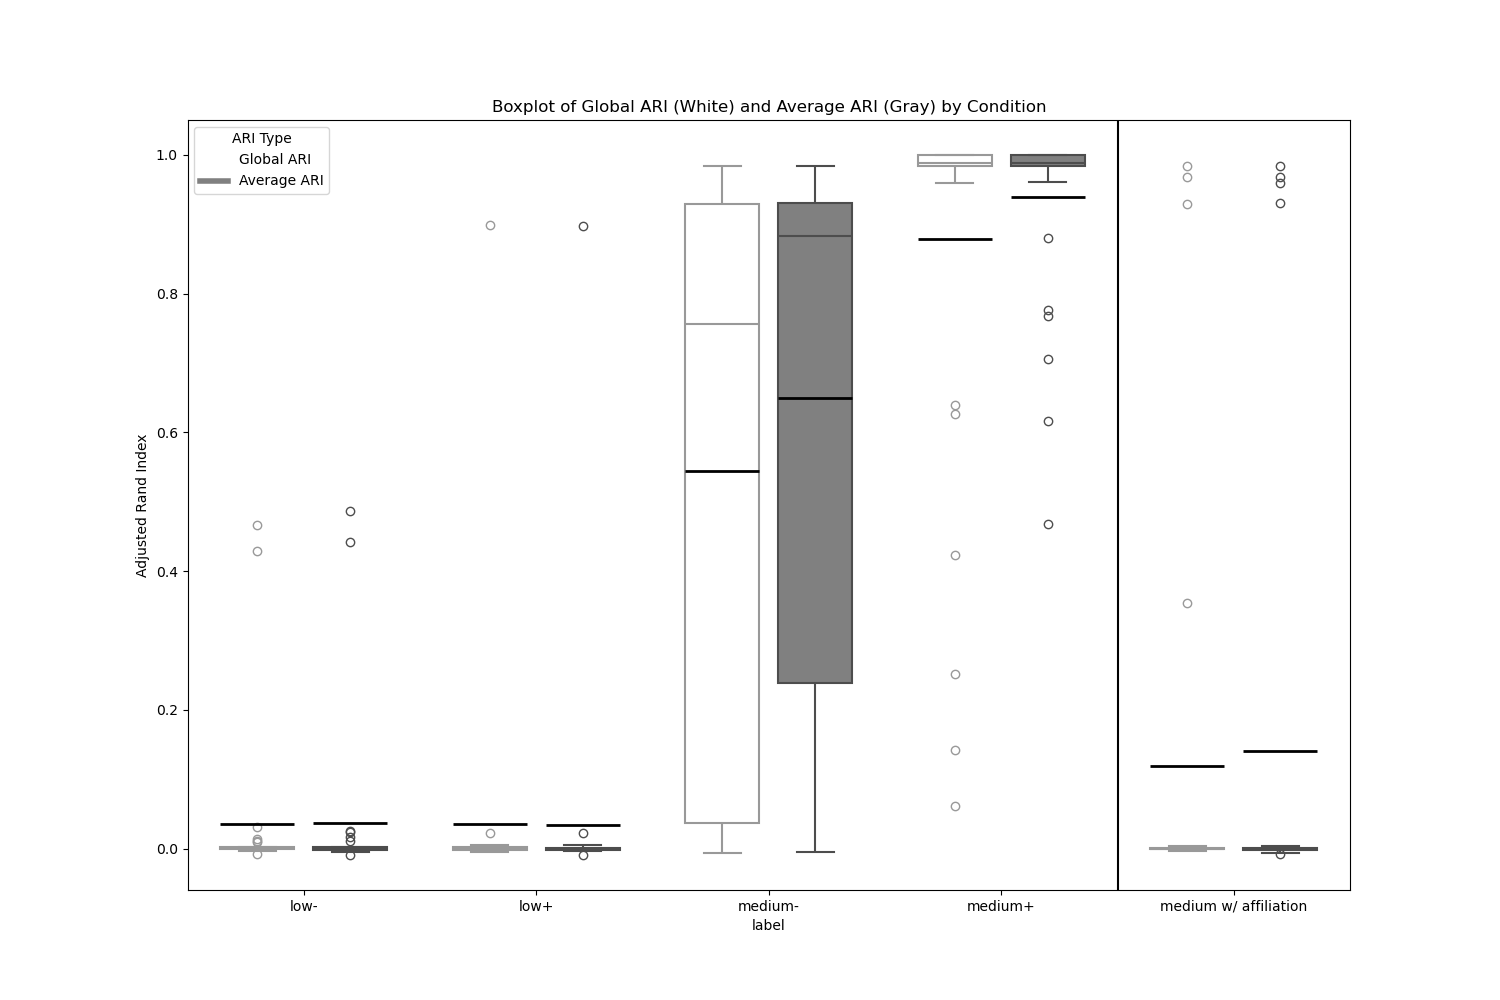 Boxplot of Global ARI (White) and Average ARI (Gray) by Condition
ARI Type
Global ARI
Average ARI
1.0
0.8
0.6
0.4
0.2
0.0
Adjusted Rand Index
low-
low+
medium-
medium+
medium w/ affiliation
label